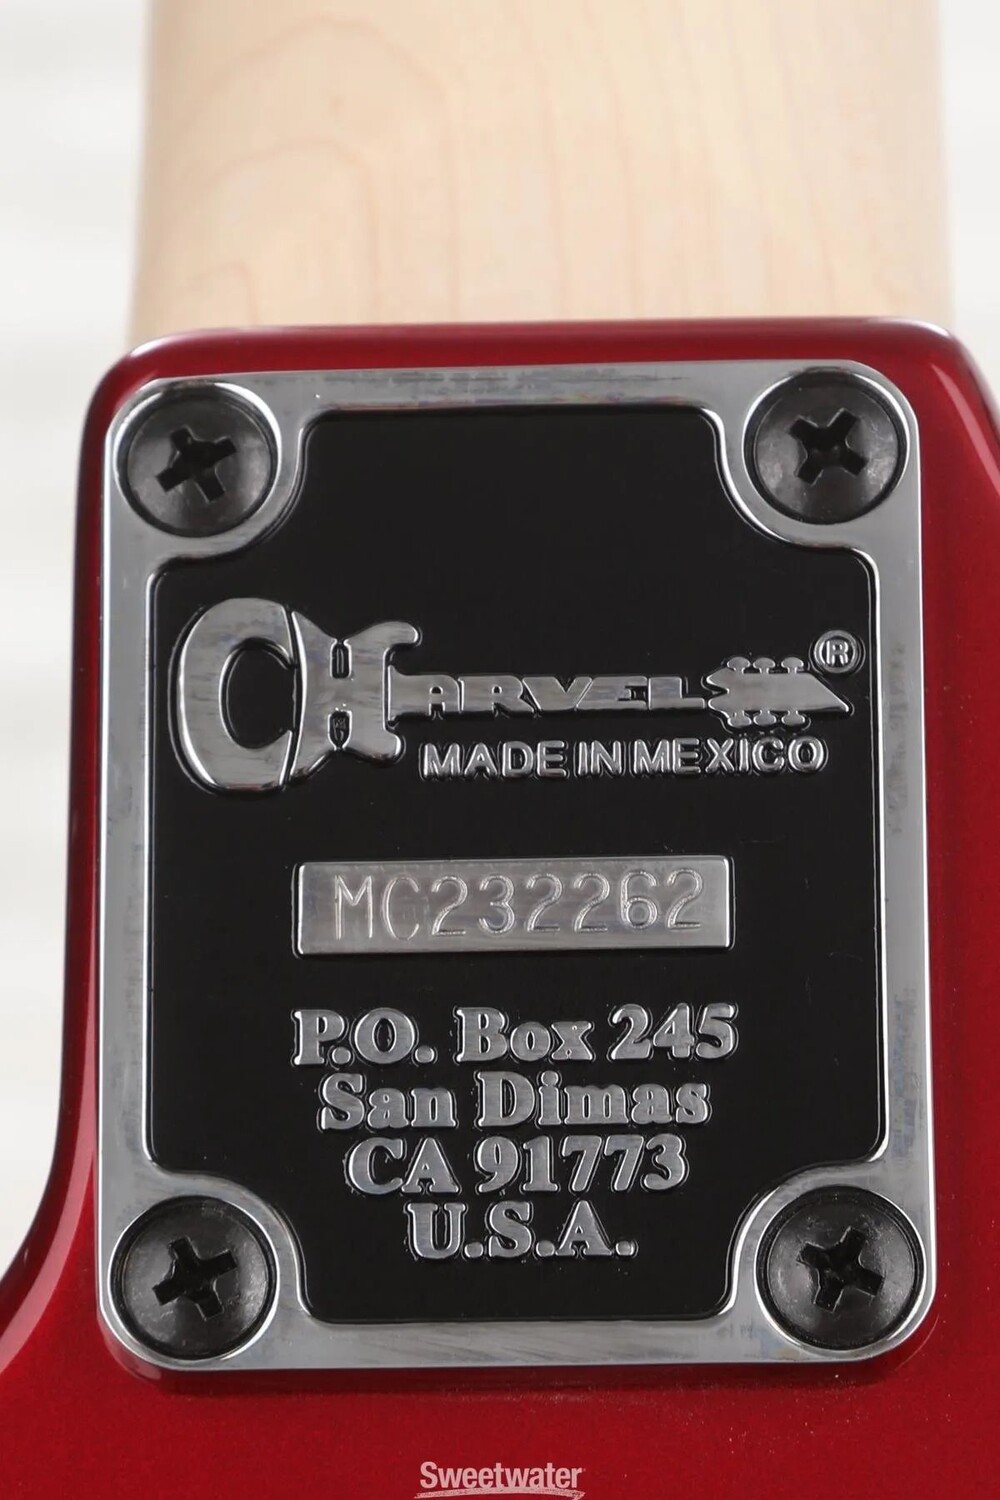 CHARVEL®
MADE IN MEXICO
MC232262
P.O. Box 245
San Dimas
CA 91773
U.S.A.
Sweetwater